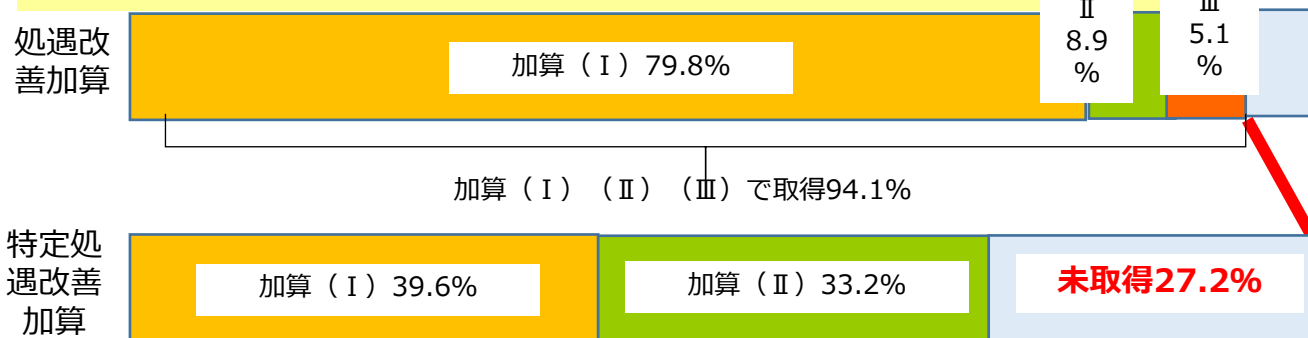 処遇改
善加算
加算（Ⅰ）79.8%
Ⅱ
8.9
%
Ⅲ
5.1
%
加算（Ⅰ）（Ⅱ）（Ⅲ）で取得94.1%
特定処
遇改善
加算
加算（Ⅰ）39.6%
加算（Ⅱ）33.2%
未取得27.2%